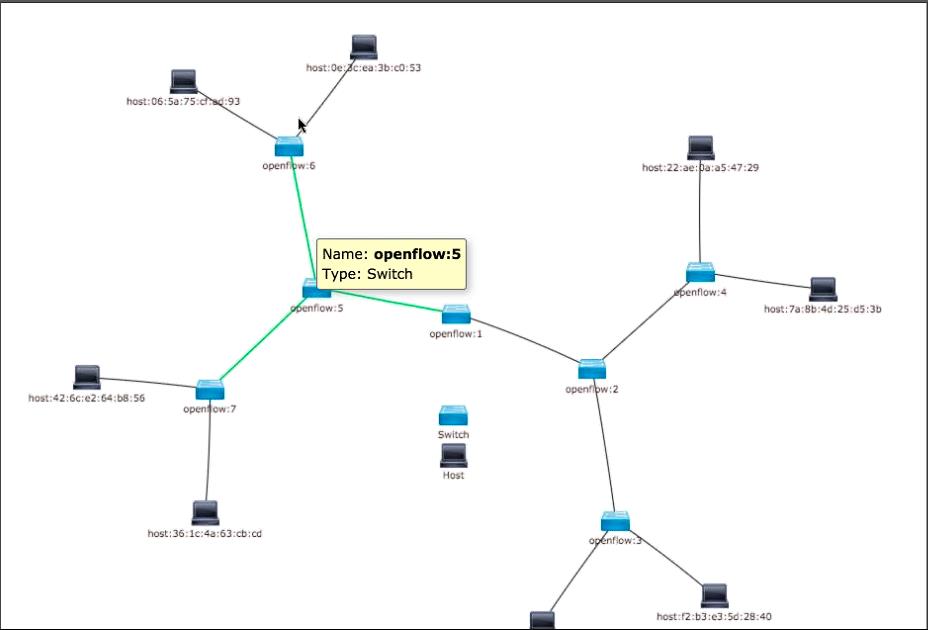 host:0e:3c:ea:3b:c0:53
host:06:5a:75:cf:ad:93
openflow:6
host:22:ae:0a:a5:47:29
Name: openflow:5
Type: Switch
openflow:4
openflow:5
host:7a:8b:4d:25:d5:3b
openflow:1
openflow:2
host:42:6c:e2:64:b8:56
openflow:7
Switch
Host
host:36:1c:4a:63:cb:cd
openflow:3
host:f2:b3:e3:5d:28:40